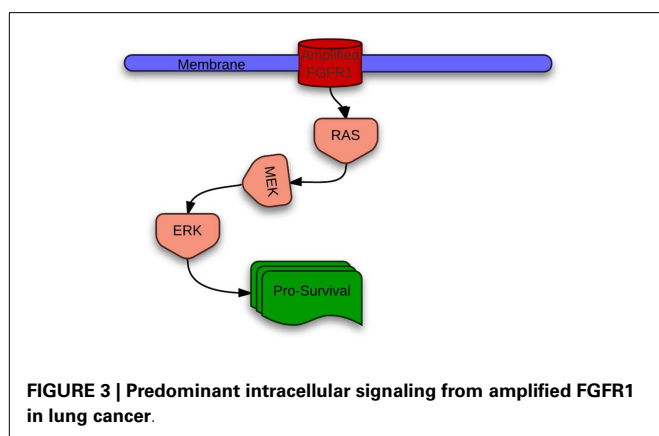 Amplified
FGFR1
Membrane
RAS
MEK
ERK
Pro-Survival
FIGURE 3 | Predominant intracellular signaling from amplified FGFR1
in lung cancer.